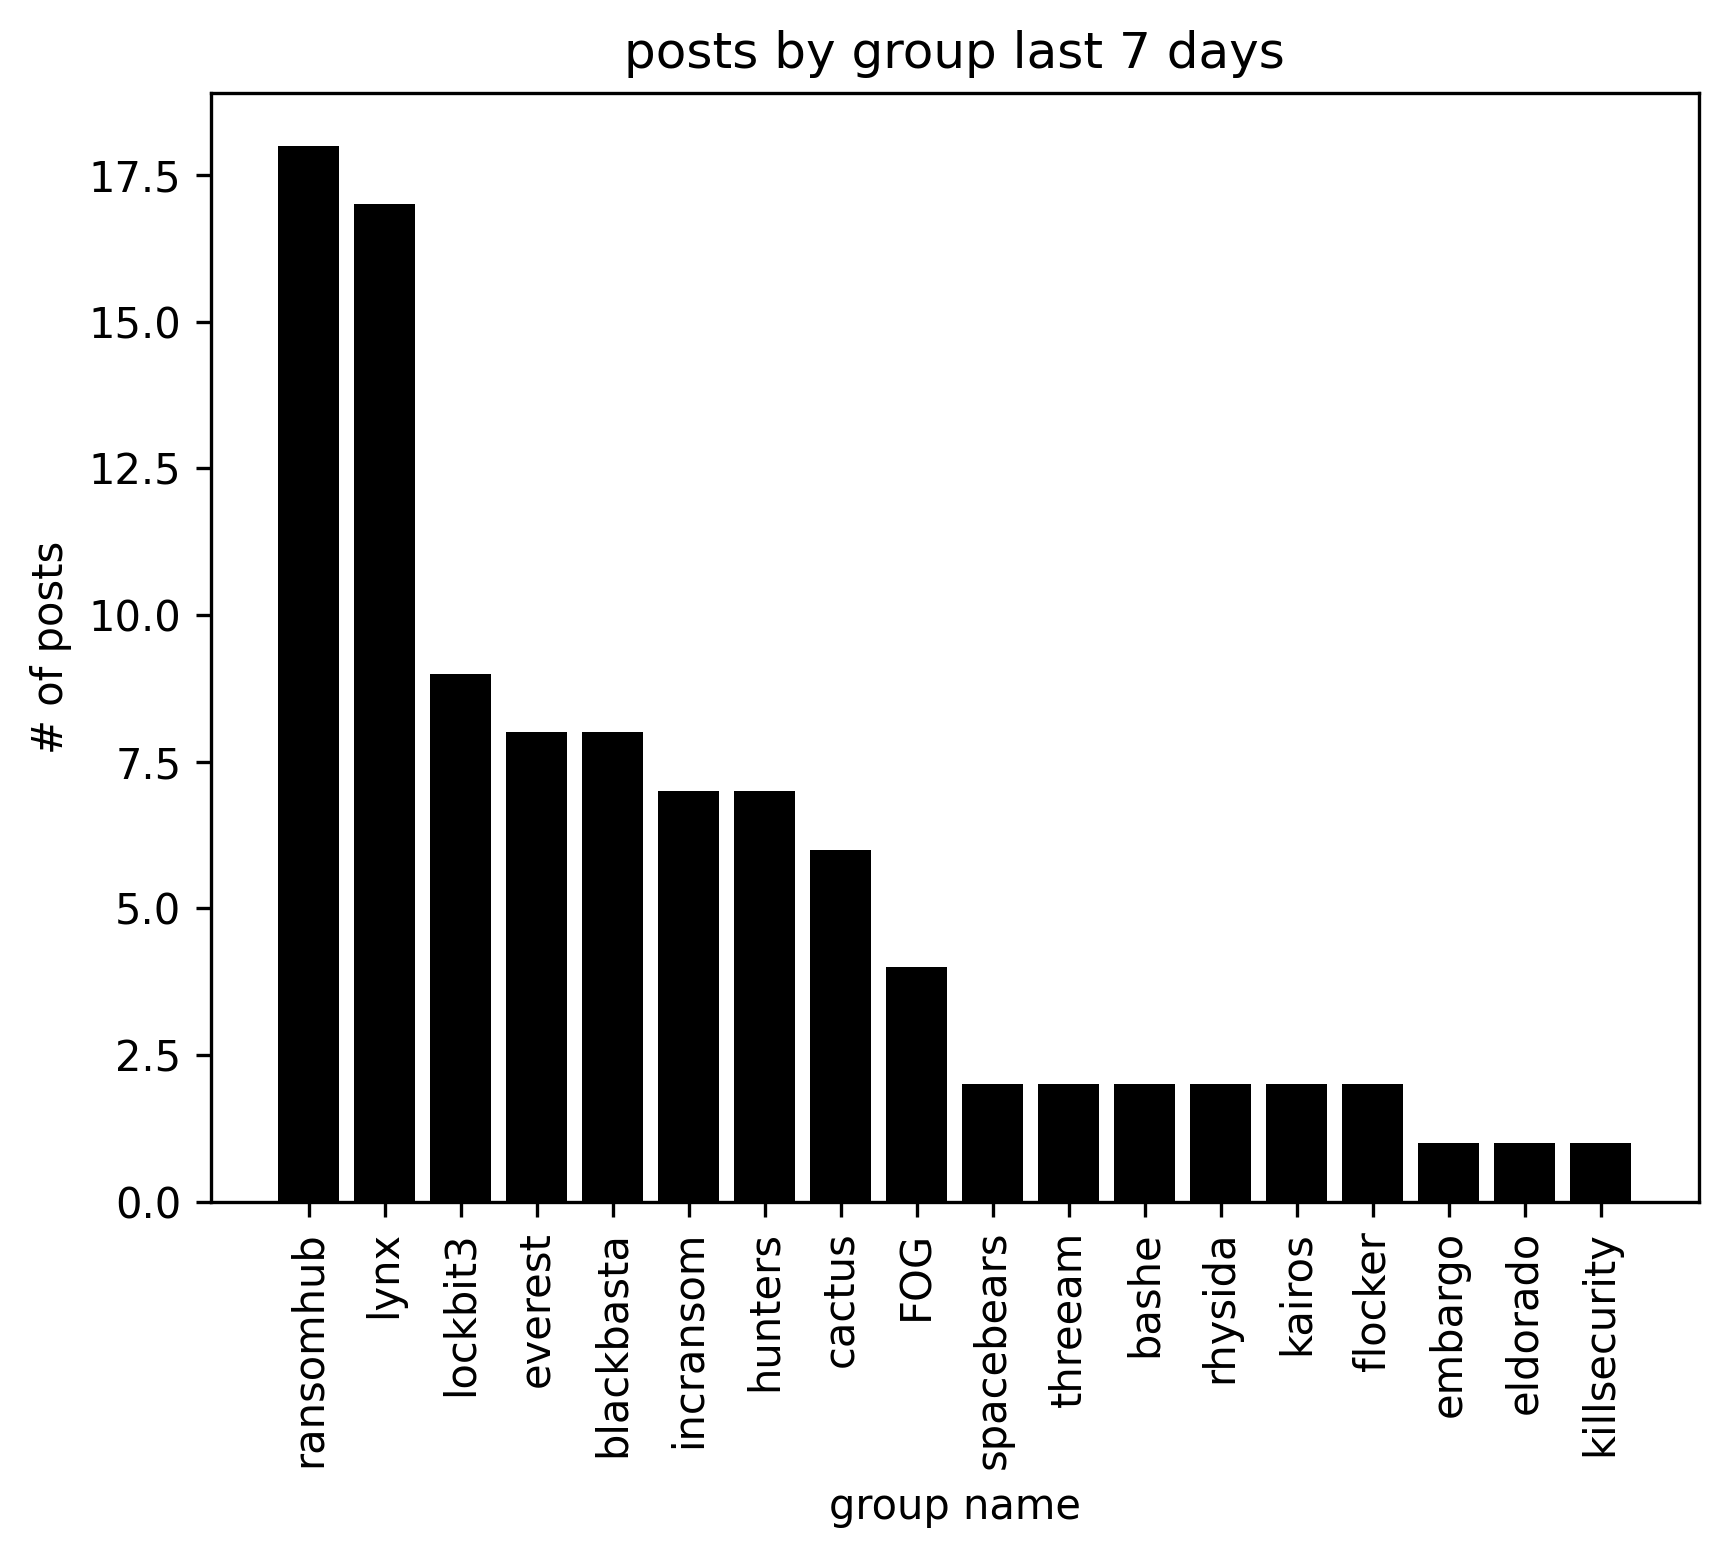 posts by group last 7 days
# of posts
17.5
15.0
12.5
10.0
7.5
5.0
2.5
0.0
ransomhub
lynx
lockbit3
everest
blackbasta
incransom
hunters
cactus
FOG
spacebears
threeam
bashe
rhysida
kairos
flocker
embargo
eldorado
killsecurity
group name